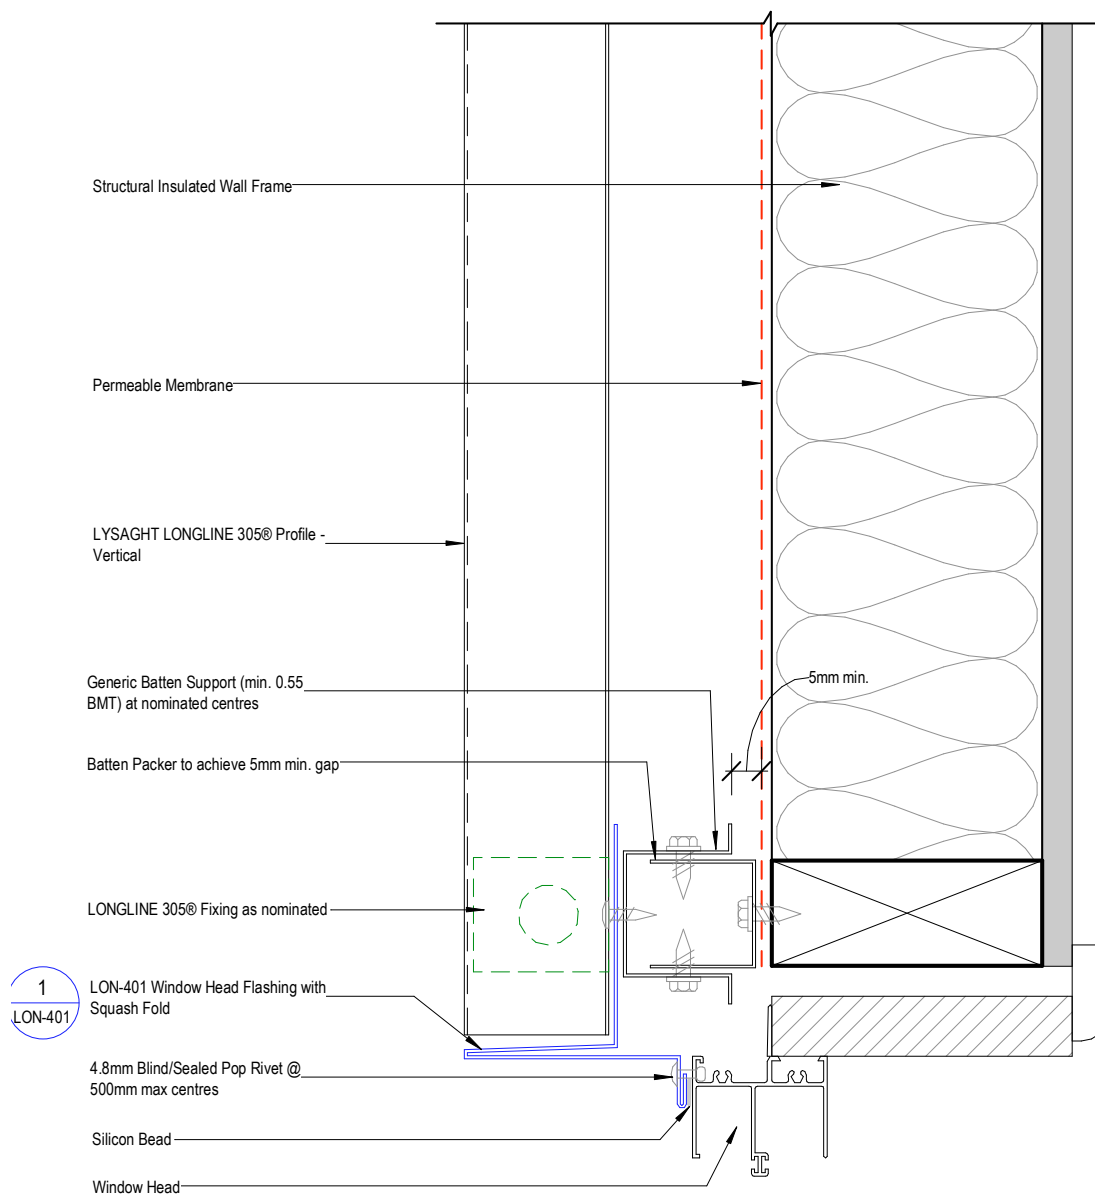 Structural Insulated Wall Frame
Permeable Membrane
LYSAGHT LONGLINE 305® Profile -
Vertical
Generic Batten Support (min. 0.55
BMT) at nominated centres
5mm min.
Batten Packer to achieve 5mm min. gap
LONGLINE 305® Fixing as nominated
1
LON-401
LON-401 Window Head Flashing with
Squash Fold
4.8mm Blind/Sealed Pop Rivet @
500mm max centres
Silicon Bead
Window Head